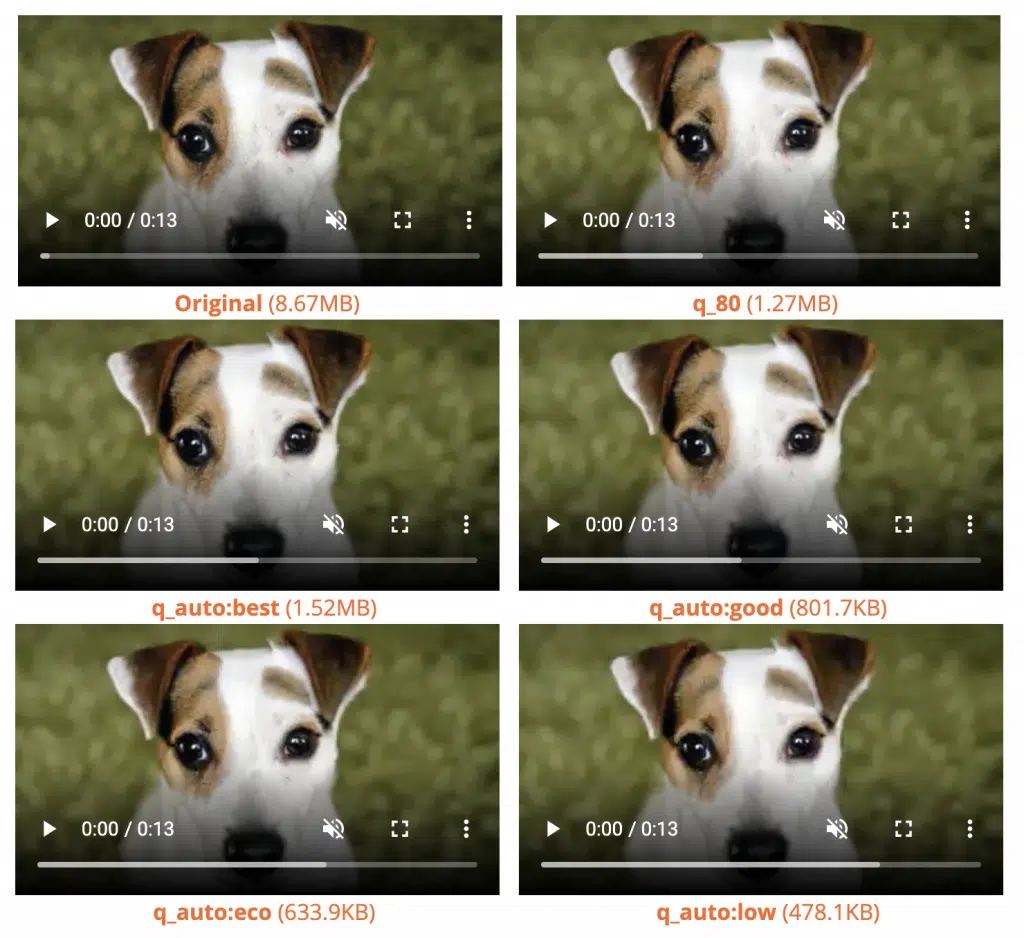 0:00 / 0:13
0:00 / 0:13
Original (8.67MB)
q_80 (1.27MB)
0:00 / 0:13
0:00 / 0:13
q_auto:best (1.52MB)
q_auto:good (801.7KB)
0:00 / 0:13
0:00 / 0:13
q_auto:eco (633.9KB)
q_auto:low (478.1KB)